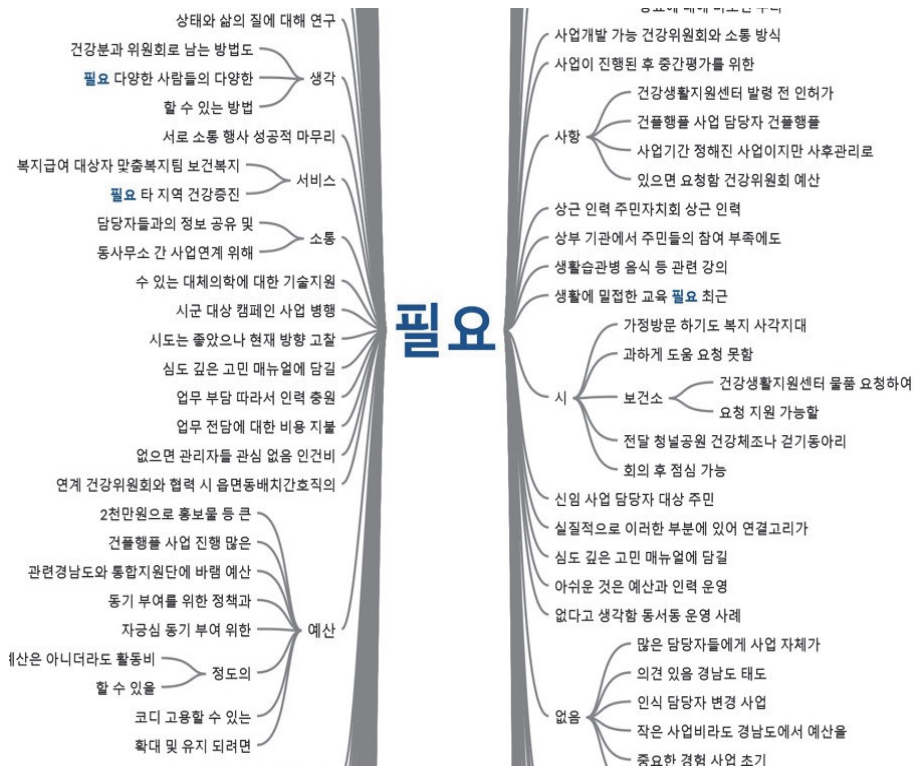 상태와 삶의 질에 대해 연구
건강분과 위원회로 남는 방법도
필요 다양한 사람들의 다양한
할 수 있는 방법
생각
서로 소통 행사 성공적 마무리
복지급여 대상자 맞춤복지팀 보건복지
필요 타 지역 건강증진
서비스
담당자들과의 정보 공유 및
동사무소 간 사업연계 위해
소통
수 있는 대체의학에 대한 기술지원
시군 대상 캠페인 사업 병행
시도는 좋았으나 현재 방향 고찰
심도 깊은 고민 매뉴얼에 담길
업무 부담 따라서 인력 충원
업무 전담에 대한 비용 지불
없으면 관리자들 관심 없음 인건비
연계 건강위원회와 협력 시 읍면동배치간호직의
2천만원으로 홍보물 등 큰
건플행플 사업 진행 많은
관련경남도와 통합지원단에 바램 예산
동기 부여를 위한 정책과
자긍심 동기 부여 위한
예산
예산은 아니더라도 활동비
할 수 있을
정도의
코디 고용할 수 있는
확대 및 유지 되려면
필요
사업개발 가능 건강위원회와 소통 방식
사업이 진행된 후 중간평가를 위한
사항
건강생활지원센터 발령 전 인허가
건플행플 사업 담당자 건플행플
사업기간 정해진 사업이지만 사후관리로
있으면 요청함 건강위원회 예산
상근 인력 주민자치회 상근 인력
상부 기관에서 주민들의 참여 부족에도
생활습관병 음식 등 관련 강의
생활에 밀접한 교육 필요 최근
시
가정방문 하기도 복지 사각지대
과하게 도움 요청 못함
보건소
건강생활지원센터 물품 요청하여
요청 지원 가능할
전달 청널공원 건강체조나 걷기동아리
회의 후 점심 가능
신임 사업 담당자 대상 주민
실질적으로 이러한 부분에 있어 연결고리가
심도 깊은 고민 매뉴얼에 담길
아쉬운 것은 예산과 인력 운영
없다고 생각함 동서동 운영 사례
없음
많은 담당자들에게 사업 자체가
의견 있음 경남도 태도
인식 담당자 변경 사업
작은 사업비라도 경남도에서 예산을
중요한 경험 사업 초기